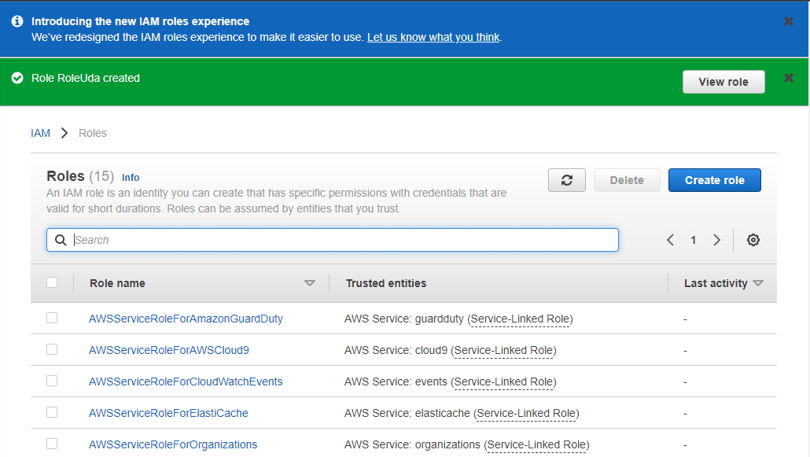 Introducing the new IAM roles experience
We've redesigned the IAM roles experience to make it easier to use. Let us know what you think.
Role RoleUda created
View role
IAM > Roles
Roles (15) Info
An IAM role is an identity you can create that has specific permissions with credentials that are
valid for short durations. Roles can be assumed by entities that you trust.
Delete
Create role
Search
1
Role name Trusted entities Last activity
AWSServiceRoleForAmazonGuardDuty AWS Service: guardduty (Service-Linked Role) -
AWSServiceRoleForAWSCloud9 AWS Service: cloud9 (Service-Linked Role) -
AWSServiceRoleForCloudWatchEvents AWS Service: events (Service-Linked Role) -
AWSServiceRoleForElastiCache AWS Service: elasticache (Service-Linked Role) -
AWSServiceRoleForOrganizations AWS Service: organizations (Service-Linked Role) -